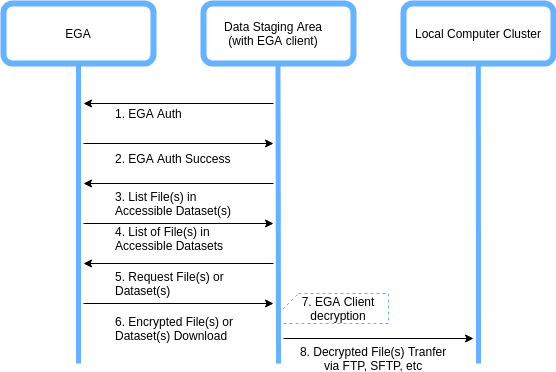 EGA
Data Staging Area
(with EGA client)
Local Computer Cluster
1. EGA Auth
2. EGA Auth Success
3. List File(s) in
Accessible Dataset(s)
4. List of File(s) in
Accessible Datasets
5. Request File(s) or
Dataset(s)
6. Encrypted File(s) or
Dataset(s) Download
7. EGA Client
decryption
8. Decrypted File(s) Tranfer
via FTP, SFTP, etc